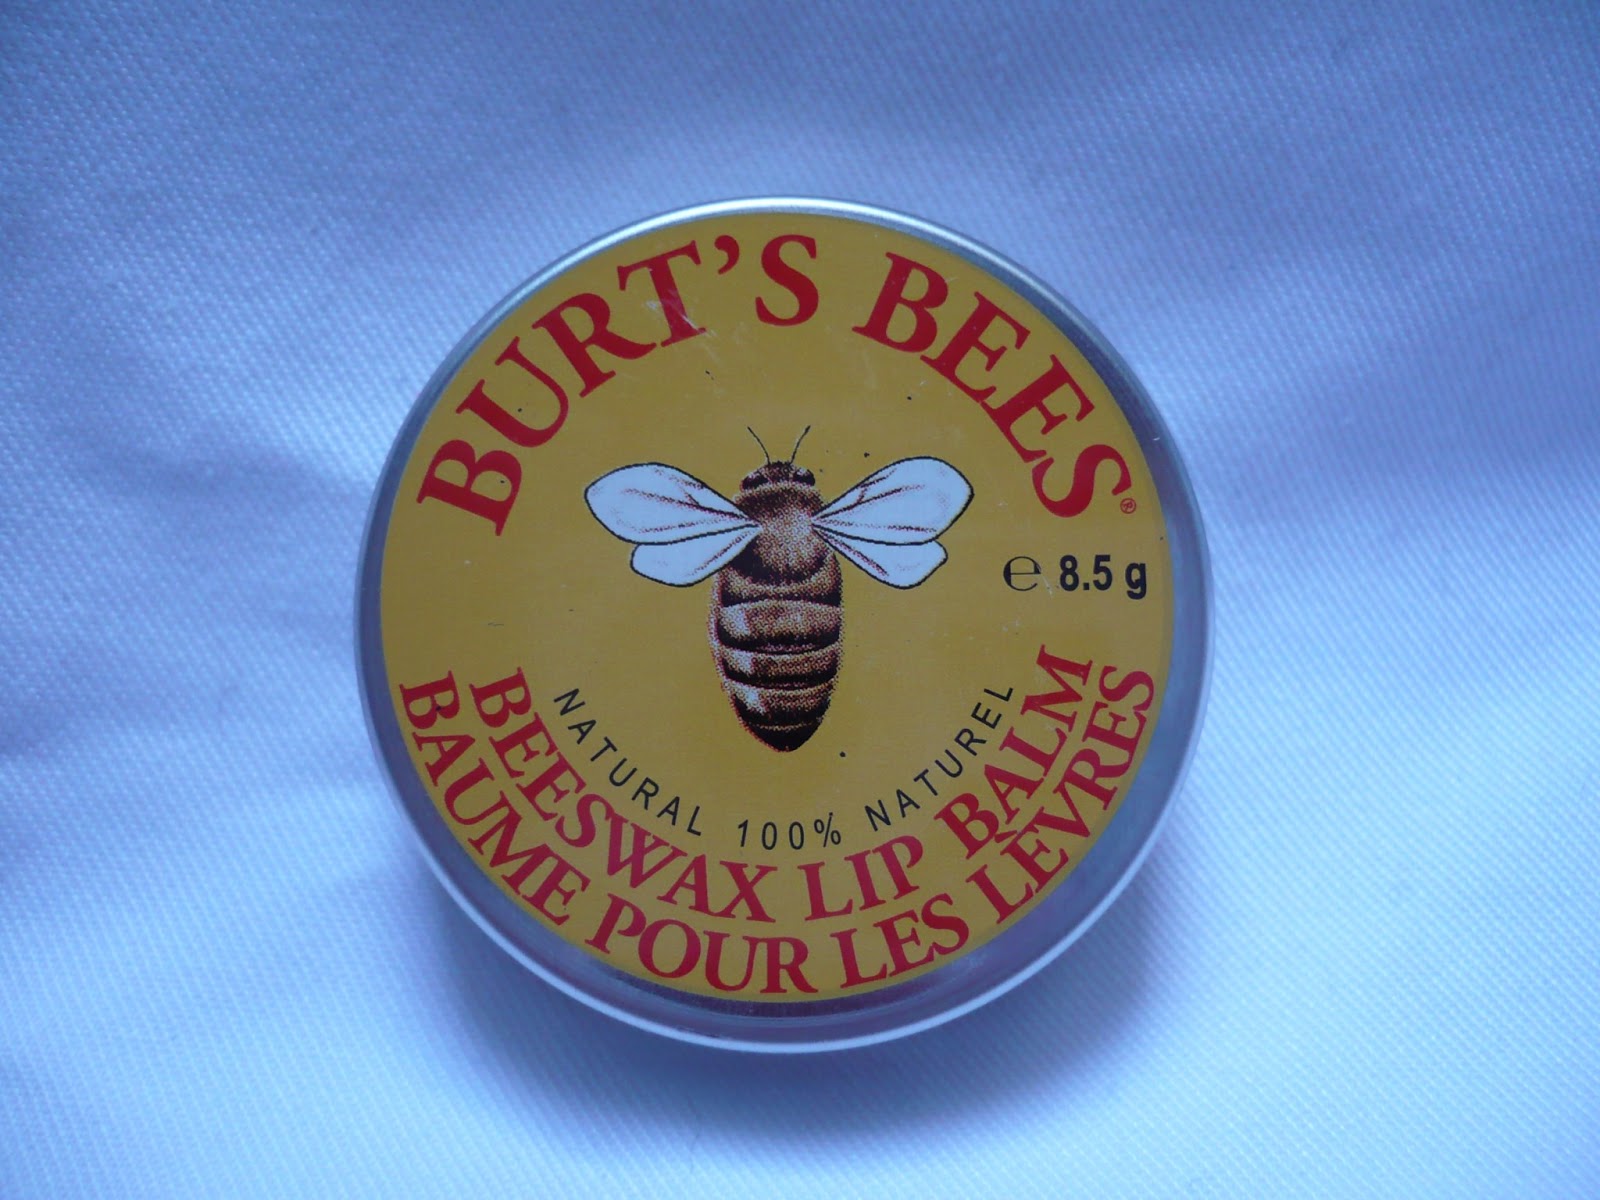 BURT'S BEES®
℮ 8.5 g
NATURAL 100% NATUREL
BEESWAX LIP BALM
BAUME POUR LES LÈVRES